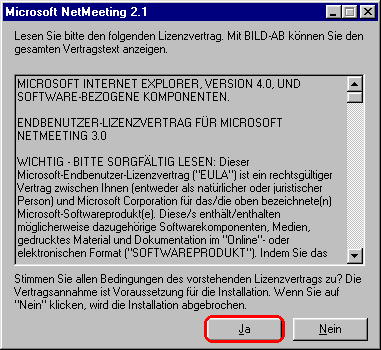 Microsoft NetMeeting 2.1
Lesen Sie bitte den folgenden Lizenzvertrag. Mit BILD-AB können Sie den
gesamten Vertragstext anzeigen.
MICROSOFT INTERNET EXPLORER, VERSION 4.0, UND
SOFTWARE-BEZOGENE KOMPONENTEN.
ENDBENUTZER-LIZENZVERTRAG FÜR MICROSOFT
NETMEETING 3.0
WICHTIG - BITTE SORGFÄLTIG LESEN: Dieser
Microsoft-Endbenutzer-Lizenzvertrag ("EULA") ist ein rechtsgültiger
Vertrag zwischen Ihnen (entweder als natürlicher oder juristischer
Person) und Microsoft Corporation für das/die oben bezeichnete(n)
Microsoft-Softwareprodukt(e). Diese/s enthält/enthalten
möglicherweise dazugehörige Softwarekomponenten, Medien,
gedrucktes Material und Dokumentation im "Online"- oder
elektronischen Format ("SOFTWAREPRODUKT"). Indem Sie das
Stimmen Sie allen Bedingungen des vorstehenden Lizenzvertrags zu? Die
Vertragsannahme ist Voraussetzung für die Installation. Wenn Sie auf
"Nein" klicken, wird die Installation abgebrochen.
Ja
Nein